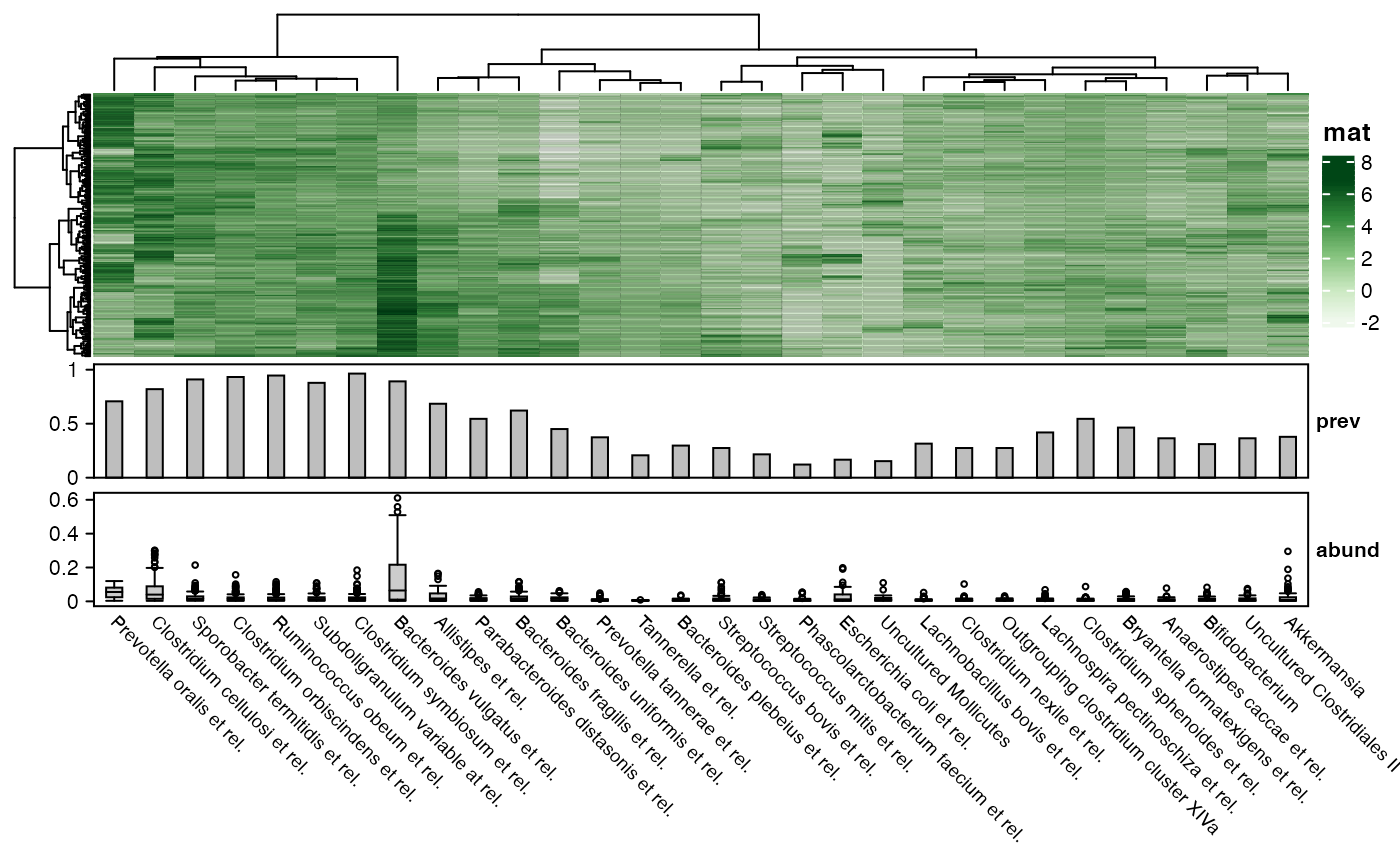 mat
8
6
4
2
0
-2
1
0.5
0
prev
0.6
0.4
0.2
0
abund
Prevotella oralis et rel.
Clostridium cellulosi et rel.
Sporobacter termitidis et rel.
Clostridium orbiscindens et rel.
Ruminococcus obeum et rel.
Subdoligranulum variable at rel.
Clostridium symbiosum et rel.
Bacteroides vulgatus et rel.
Allistipes et rel.
Parabacteroides distasonis et rel.
Bacteroides fragilis et rel.
Bacteroides uniformis et rel.
Prevotella tannerae et rel.
Tannerella et rel.
Bacteroides plebeius et rel.
Streptococcus bovis et rel.
Streptococcus mitis et rel.
Phascolarctobacterium faecium et rel.
Escherichia coli et rel.
Uncultured Mollicutes
Lachnobacillus bovis et rel.
Clostridium nexile et rel.
Outgrouping clostridium cluster XIVa
Lachnospira pectinoschiza et rel.
Clostridium sphenoides et rel.
Bryantella formatexigens et rel.
Anaerostipes caccae et rel.
Bifidobacterium
Uncultured Clostridiales II
Akkermansia